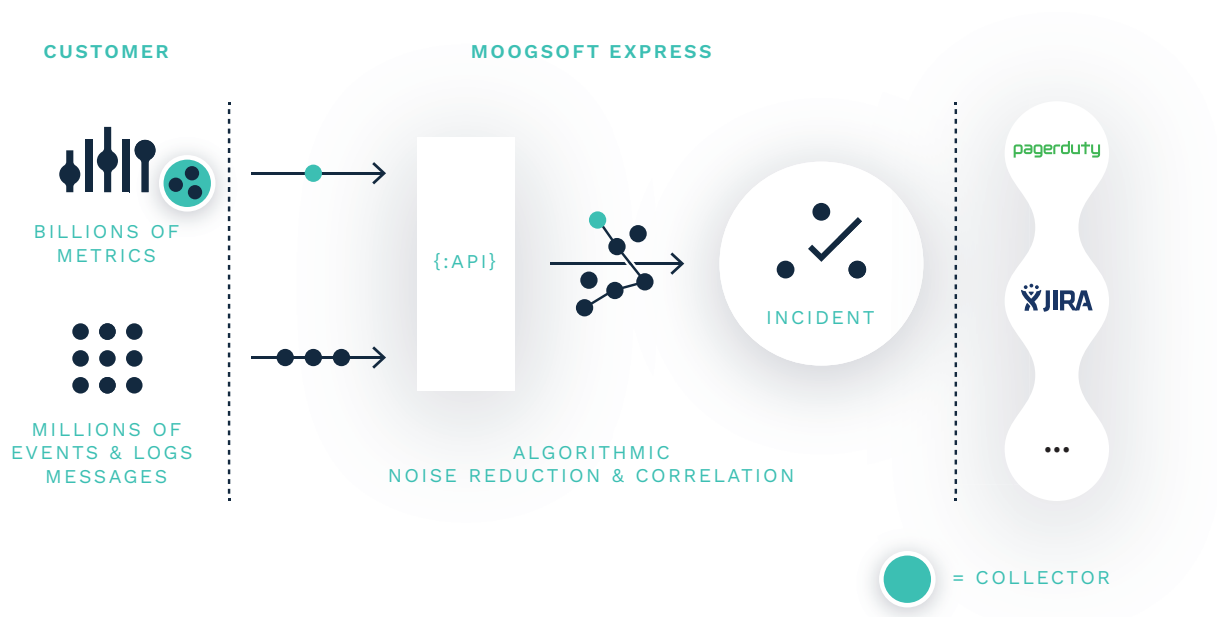 CUSTOMER
MOOGSOFT EXPRESS
BILLIONS OF
METRICS
MILLIONS OF
EVENTS & LOGS
MESSAGES
{:API}
ALGORITHMIC
NOISE REDUCTION & CORRELATION
INCIDENT
pagerduty
JIRA
...
= COLLECTOR